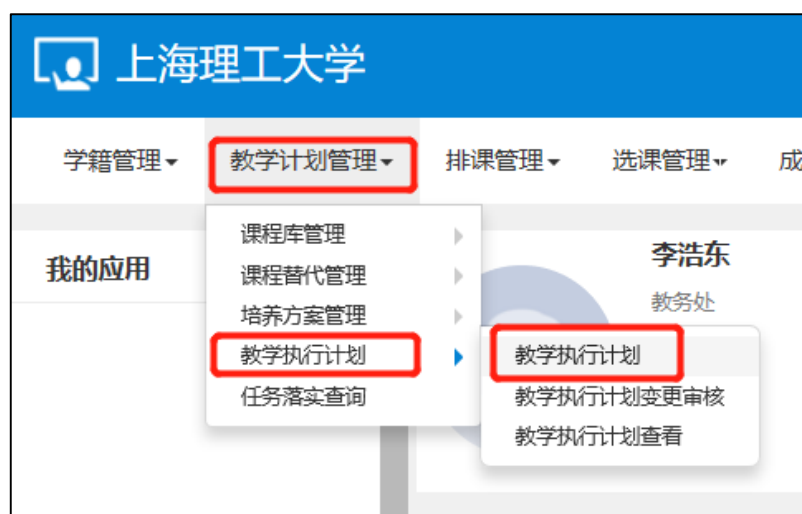 上海理工大学
学籍管理 教学计划管理 排课管理 选课管理 成
我的应用
课程库管理
课程替代管理
培养方案管理
教学执行计划
任务落实查询
李浩东
教务处
教学执行计划
教学执行计划变更审核
教学执行计划查看